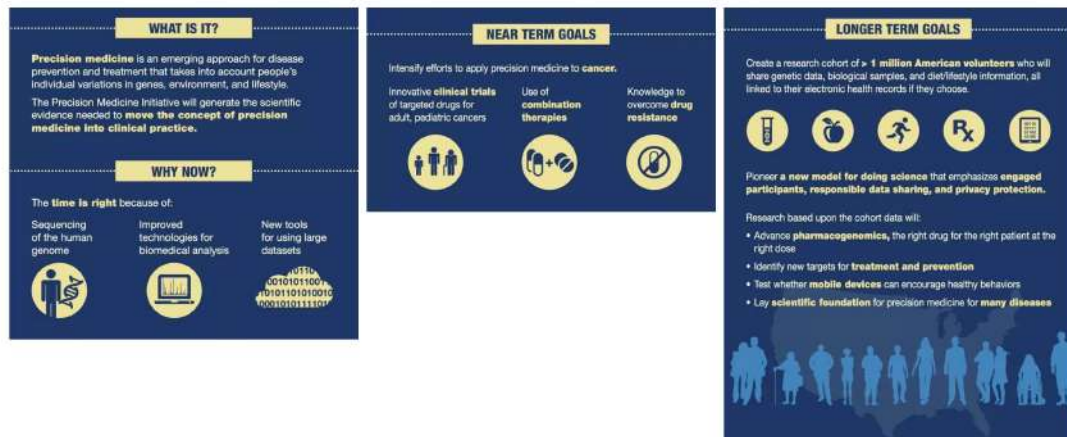 WHAT IS IT?
Precision medicine is an emerging approach for disease
prevention and treatment that takes into account people's
individual variations in genes, environment, and lifestyle.
The Precision Medicine Initiative will generate the scientific
evidence needed to move the concept of precision
medicine into clinical practice.
WHY NOW?
The time is right because of:
Sequencing
of the human
genome
Improved
technologies for
biomedical analysis
New tools
for using large
datasets
NEAR TERM GOALS
Intensify efforts to apply precision medicine to cancer.
Innovative clinical trials
of targeted drugs for
adult, pediatric cancers
Use of
combination
therapies
Knowledge to
overcome drug
resistance
LONGER TERM GOALS
Create a research cohort of > 1 million American volunteers who will
share genetic data, biological samples, and diet/lifestyle information, all
linked to their electronic health records if they choose.
Rx
Pioneer a new model for doing science that emphasizes engaged
participants, responsible data sharing, and privacy protection.
Research based upon the cohort data will:
• Advance pharmacogenomics, the right drug for the right patient at the
right dose
• Identify new targets for treatment and prevention
• Test whether mobile devices can encourage healthy behaviors
• Lay scientific foundation for precision medicine for many diseases